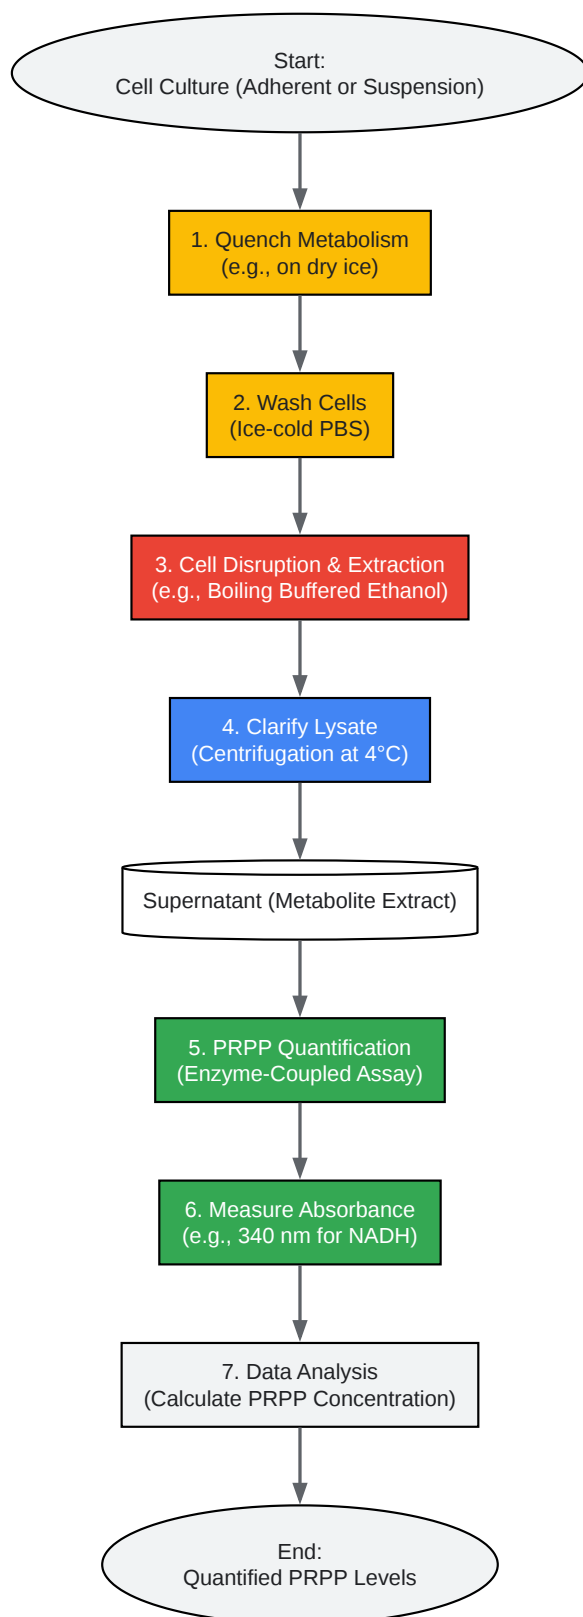 Start:
Cell Culture (Adherent or Suspension)
1. Quench Metabolism
(e.g., on dry ice)
2. Wash Cells
(Ice-cold PBS)
3. Cell Disruption & Extraction
(e.g., Boiling Buffered Ethanol)
4. Clarify Lysate
(Centrifugation at 4°C)
Supernatant (Metabolite Extract)
5. PRPP Quantification
(Enzyme-Coupled Assay)
6. Measure Absorbance
(e.g., 340 nm for NADH)
7. Data Analysis
(Calculate PRPP Concentration)
End:
Quantified PRPP Levels